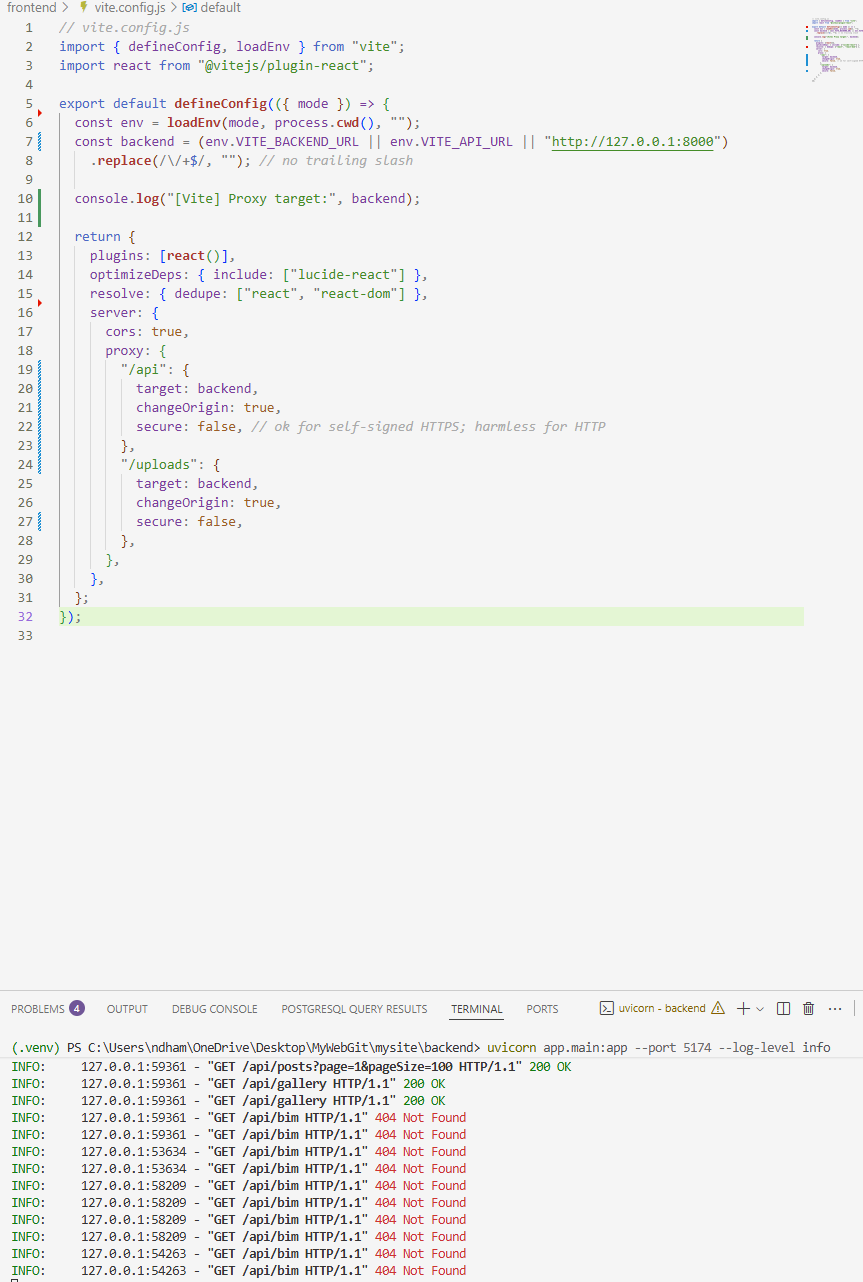 frontend > vite.config.js > default
1 // vite.config.js
2 import { defineConfig, loadEnv } from "vite";
3 import react from "@vitejs/plugin-react";
4
5 export default defineConfig(({ mode }) => {
6   const env = loadEnv(mode, process.cwd(), "");
7   const backend = (env.VITE_BACKEND_URL || env.VITE_API_URL || "http://127.0.0.1:8000")
8     .replace(/\/+$/, ""); // no trailing slash
9
10   console.log("[Vite] Proxy target:", backend);
11
12   return {
13     plugins: [react()],
14     optimizeDeps: { include: ["lucide-react"] },
15     resolve: { dedupe: ["react", "react-dom"] },
16     server: {
17       cors: true,
18       proxy: {
19         "/api": {
20           target: backend,
21           changeOrigin: true,
22           secure: false, // ok for self-signed HTTPS; harmless for HTTP
23         },
24         "/uploads": {
25           target: backend,
26           changeOrigin: true,
27           secure: false,
28         },
29       },
30     },
31   };
32 });
33
PROBLEMS 4 OUTPUT DEBUG CONSOLE POSTGRESQL QUERY RESULTS TERMINAL PORTS uvicorn - backend
(.venv) PS C:\Users\ndham\OneDrive\Desktop\MyWebGit\mysite\backend> uvicorn app.main:app --port 5174 --log-level info
INFO:     127.0.0.1:59361 - "GET /api/posts?page=1&pageSize=100 HTTP/1.1" 200 OK
INFO:     127.0.0.1:59361 - "GET /api/gallery HTTP/1.1" 200 OK
INFO:     127.0.0.1:59361 - "GET /api/gallery HTTP/1.1" 200 OK
INFO:     127.0.0.1:59361 - "GET /api/bim HTTP/1.1" 404 Not Found
INFO:     127.0.0.1:59361 - "GET /api/bim HTTP/1.1" 404 Not Found
INFO:     127.0.0.1:53634 - "GET /api/bim HTTP/1.1" 404 Not Found
INFO:     127.0.0.1:53634 - "GET /api/bim HTTP/1.1" 404 Not Found
INFO:     127.0.0.1:58209 - "GET /api/bim HTTP/1.1" 404 Not Found
INFO:     127.0.0.1:58209 - "GET /api/bim HTTP/1.1" 404 Not Found
INFO:     127.0.0.1:58209 - "GET /api/bim HTTP/1.1" 404 Not Found
INFO:     127.0.0.1:58209 - "GET /api/bim HTTP/1.1" 404 Not Found
INFO:     127.0.0.1:54263 - "GET /api/bim HTTP/1.1" 404 Not Found
INFO:     127.0.0.1:54263 - "GET /api/bim HTTP/1.1" 404 Not Found